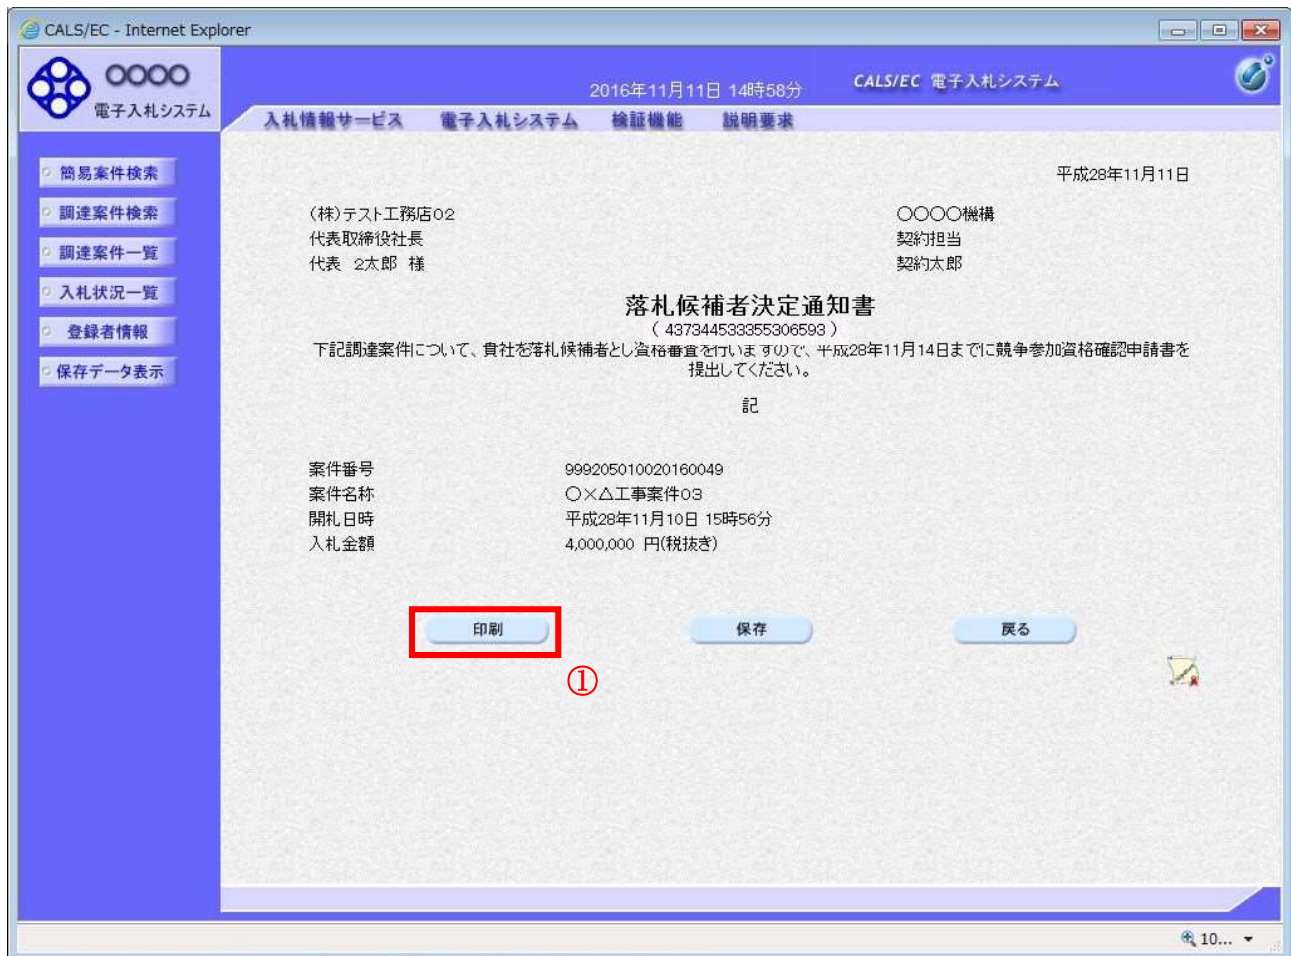 CALS/EC - Internet Explorer
○○○○
電子入札システム
2016年11月11日 14時58分
CALS/EC 電子入札システム
入札情報サービス 電子入札システム 検証機能 説明要求
簡易案件検索
調達案件検索
調達案件一覧
入札状況一覧
登録者情報
保存データ表示
平成28年11月11日
(株)テスト工務店02
代表取締役社長
代表 2太郎 様
○○○○機構
契約担当
契約太郎
落札候補者決定通知書
( 437344533355306593 )
下記調達案件について、貴社を落札候補者とし資格審査を行いますので、平成28年11月14日までに競争参加資格確認申請書を
提出してください。
記
案件番号 999205010020160049
案件名称 ○×△工事案件03
開札日時 平成28年11月10日 15時56分
入札金額 4,000,000 円(税抜き)
印刷 保存 戻る
①
10...